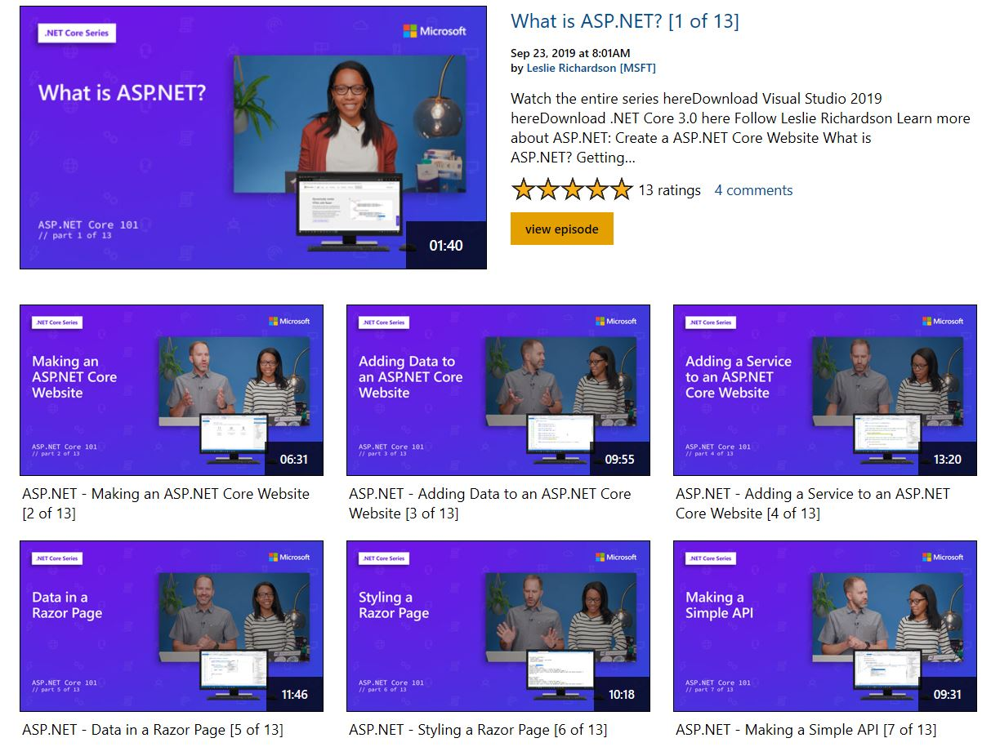 .NET Core Series
Microsoft
What is ASP.NET?
ASP.NET Core 101
// part 1 of 13
01:40
What is ASP.NET? [1 of 13]
Sep 23, 2019 at 8:01AM
by Leslie Richardson [MSFT]
Watch the entire series hereDownload Visual Studio 2019
hereDownload .NET Core 3.0 here Follow Leslie Richardson Learn more
about ASP.NET: Create a ASP.NET Core Website What is
ASP.NET? Getting...
13 ratings 4 comments
view episode
.NET Core Series
Microsoft
Making an
ASP.NET Core
Website
ASP.NET Core 101
// part 2 of 13
06:31
ASP.NET - Making an ASP.NET Core Website
[2 of 13]
.NET Core Series
Microsoft
Adding Data to
an ASP.NET Core
Website
ASP.NET Core 101
// part 3 of 13
09:55
ASP.NET - Adding Data to an ASP.NET Core
Website [3 of 13]
.NET Core Series
Microsoft
Adding a Service
to an ASP.NET
Core Website
ASP.NET Core 101
// part 4 of 13
13:20
ASP.NET - Adding a Service to an ASP.NET
Core Website [4 of 13]
.NET Core Series
Microsoft
Data in a
Razor Page
ASP.NET Core 101
// part 5 of 13
11:46
ASP.NET - Data in a Razor Page [5 of 13]
.NET Core Series
Microsoft
Styling a
Razor Page
ASP.NET Core 101
// part 6 of 13
10:18
ASP.NET - Styling a Razor Page [6 of 13]
.NET Core Series
Microsoft
Making a
Simple API
ASP.NET Core 101
// part 7 of 13
09:31
ASP.NET - Making a Simple API [7 of 13]